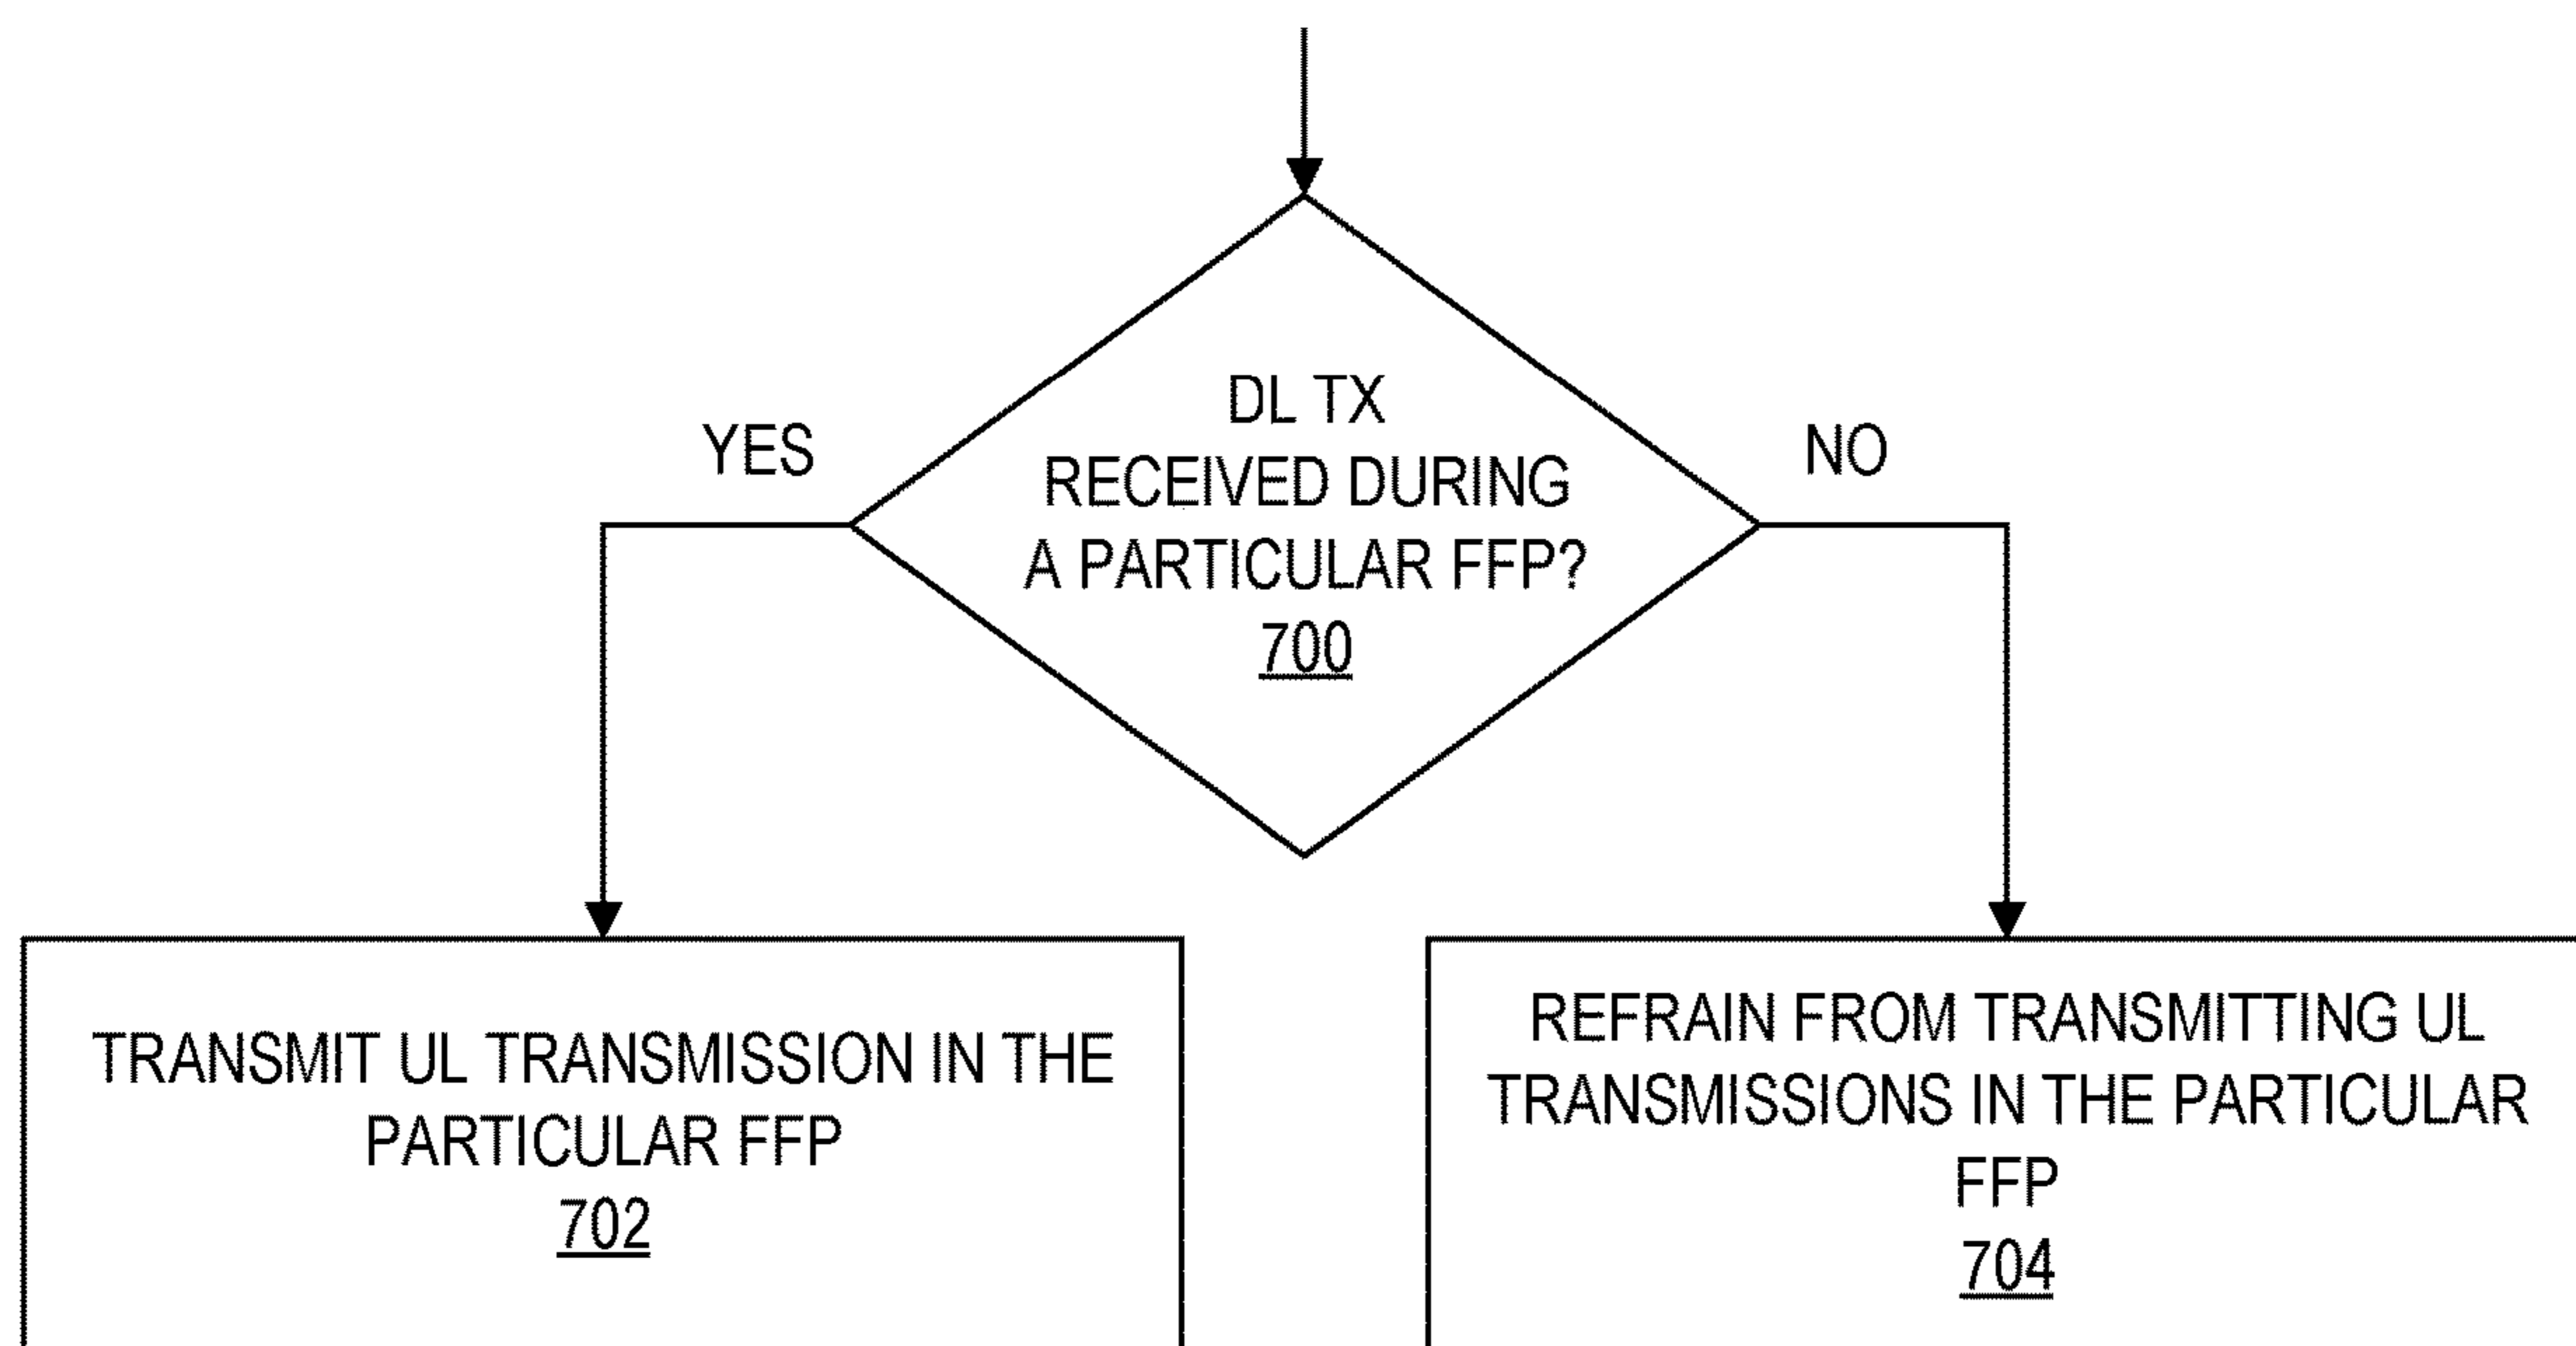 DL TX
RECEIVED DURING
A PARTICULAR FFP?
700
YES
NO
TRANSMIT UL TRANSMISSION IN THE
PARTICULAR FFP
702
REFRAIN FROM TRANSMITTING UL
TRANSMISSIONS IN THE PARTICULAR
FFP
704